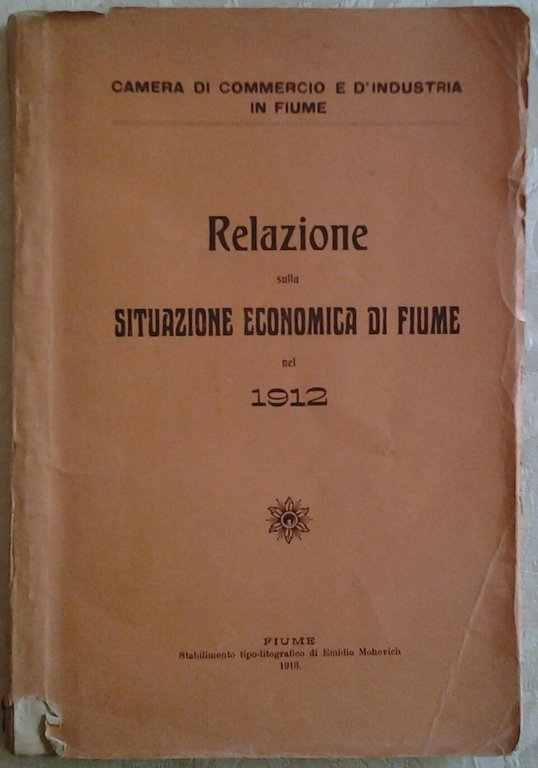 CAMERA DI COMMERCIO E D'INDUSTRIA
IN FIUME
Relazione
sulla
SITUAZIONE ECONOMICA DI FIUME
nel
1912
FIUME
Stabilimento tipo-litografico di Emidio Mohovich
1913.